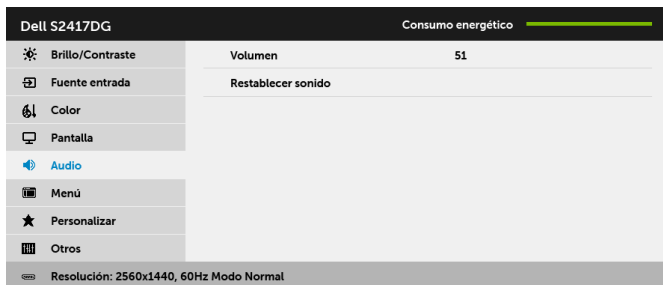 Dell S2417DG Consumo energético
Brillo/Contraste Volumen 51
Fuente entrada Restablecer sonido
Color
Pantalla
Audio
Menú
Personalizar
Otros
Resolución: 2560x1440, 60Hz Modo Normal